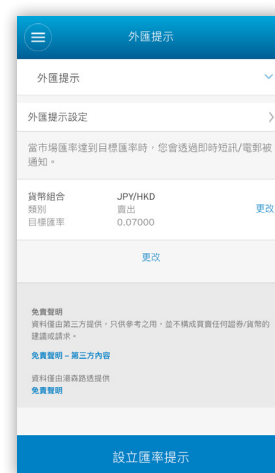 外匯提示
外匯提示
外匯提示設定
當市場匯率達到目標匯率時，您會透過即時短訊/電郵被
通知。
貨幣組合 JPY/HKD
類別 賣出 更改
目標匯率 0.07000
更改
免責聲明
資料僅由第三方提供，只供參考之用，並不構成買賣任何證券/貨幣的
建議或請求。
免責聲明 – 第三方內容
資料僅由湯森路透提供
免責聲明
設立匯率提示